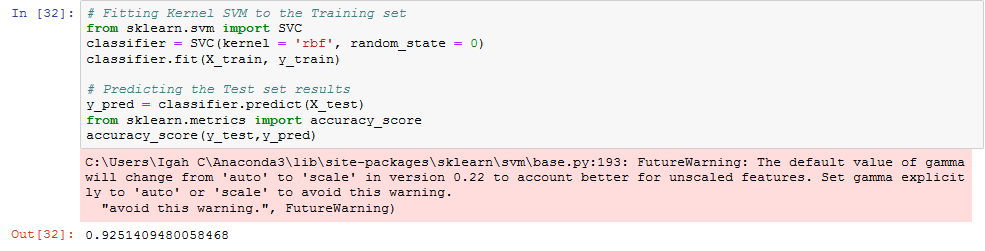 In [32]: # Fitting Kernel SVM to the Training set
from sklearn.svm import SVC
classifier = SVC(kernel = 'rbf', random_state = 0)
classifier.fit(X_train, y_train)

# Predicting the Test set results
y_pred = classifier.predict(X_test)
from sklearn.metrics import accuracy_score
accuracy_score(y_test,y_pred)
C:\Users\Igah C\Anaconda3\lib\site-packages\sklearn\svm\base.py:193: FutureWarning: The default value of gamma
will change from 'auto' to 'scale' in version 0.22 to account better for unscaled features. Set gamma explicit
ly to 'auto' or 'scale' to avoid this warning.
  "avoid this warning.", FutureWarning)
Out[32]: 0.9251409480058468